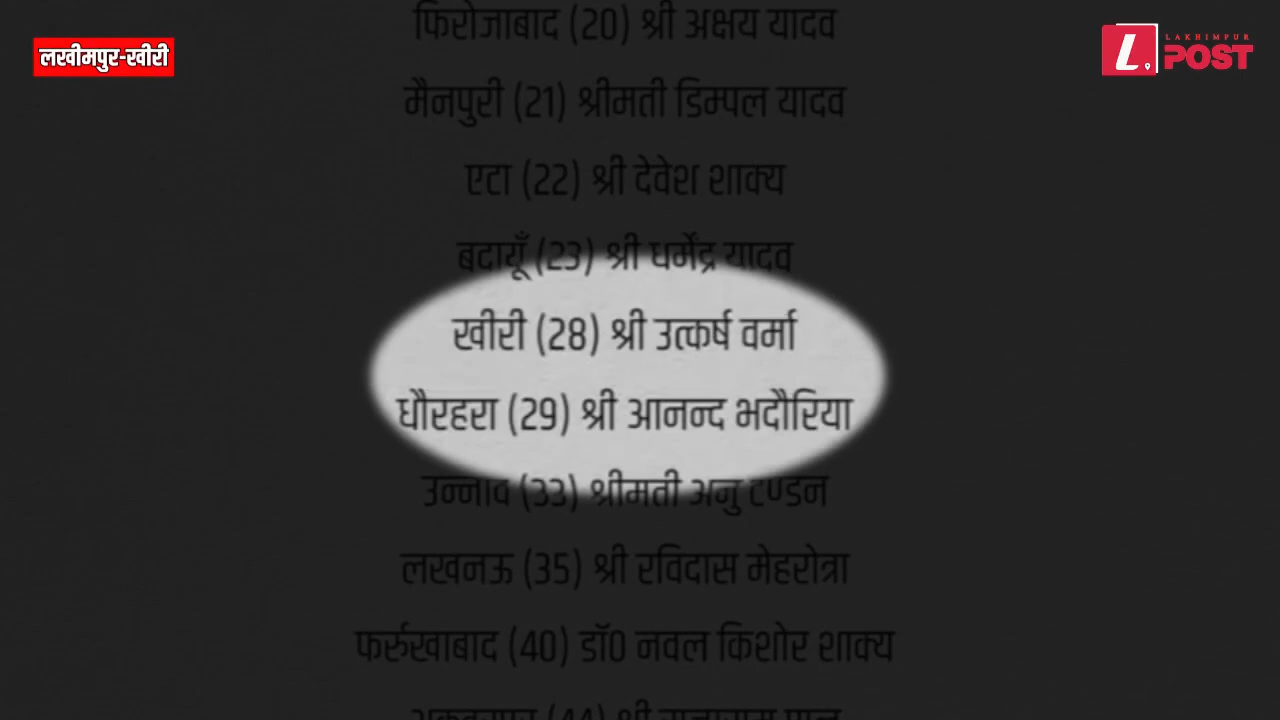 फिरोजाबाद (20) श्री अक्षय यादव
लखीमपुर-खीरी
L.
LAKHIMPUR
POST
मैनपुरी (21) श्रीमती डिम्पल यादव
एटा (22) श्री देवेश शाक्य
बदायूँ (23) श्री धर्मेंद्र यादव
खीरी (28) श्री उत्कर्ष वर्मा
धौरहरा (29) श्री आनन्द भदौरिया
उन्नाव (33) श्रीमती अनु टण्डन
लखनऊ (35) श्री रविदास मेहरोत्रा
फर्रुखाबाद (40) डॉ0 नवल किशोर शाक्य
(44) श्री